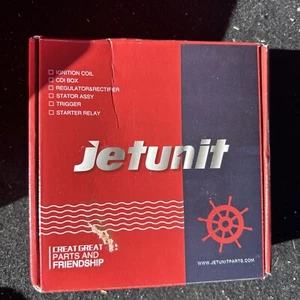 IGNITION COIL
CDI BOX
REGULATOR&RECTIFIER
STATOR ASSY
TRIGGER
STARTER RELAY
Jetunit
CREAT GREAT
PARTS AND
FRIENDSHIP
WWW.JETUNITPARTS.COM